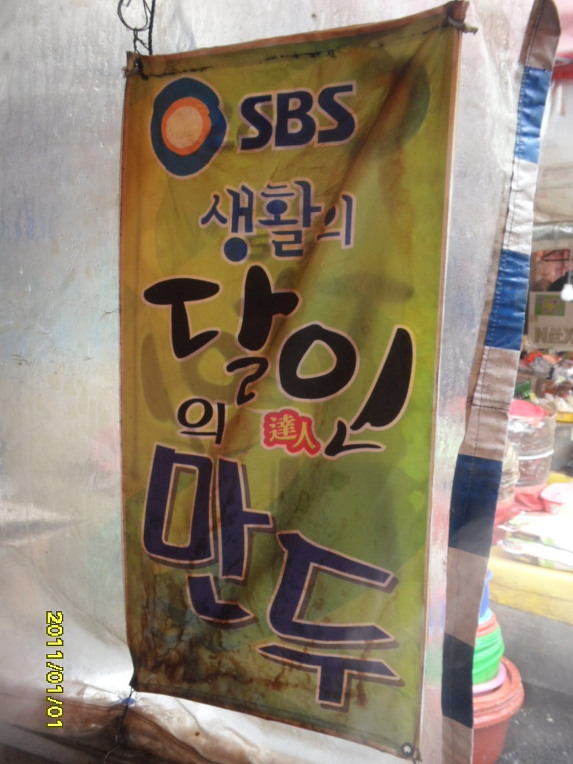 SBS
생활의
달인
의 達人
만두
2011/01/01